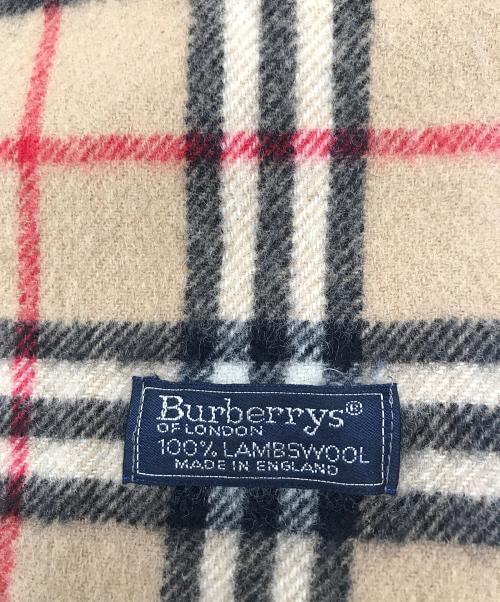 Burberrys®
OF LONDON
100% LAMBSWOOL
MADE IN ENGLAND